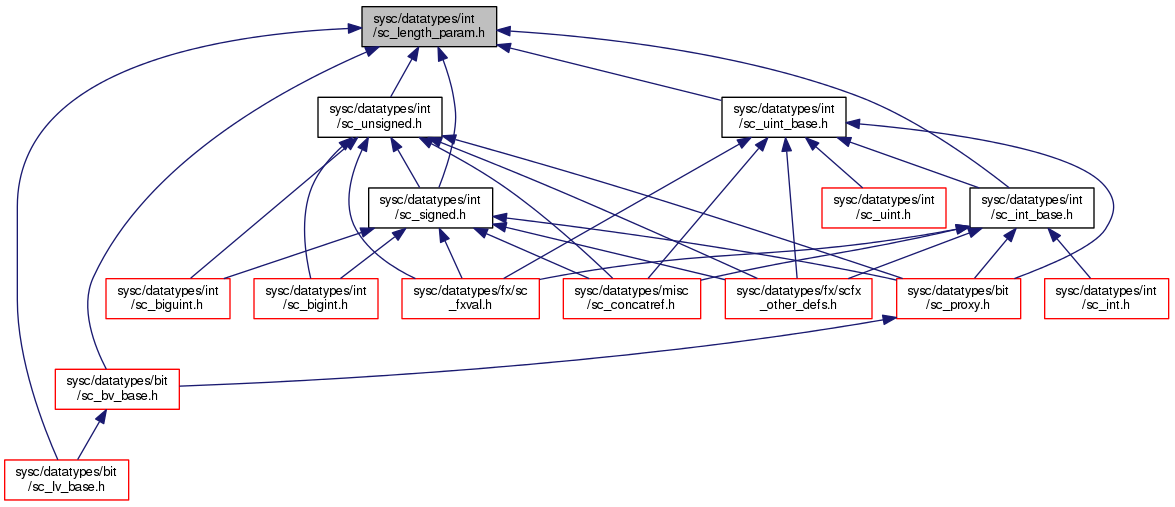 sysc/datatypes/int
/sc_length_param.h
sysc/datatypes/int
/sc_unsigned.h
sysc/datatypes/int
/sc_uint_base.h
sysc/datatypes/int
/sc_signed.h
sysc/datatypes/int
/sc_uint.h
sysc/datatypes/int
/sc_int_base.h
sysc/datatypes/int
/sc_biguint.h
sysc/datatypes/int
/sc_bigint.h
sysc/datatypes/fx/sc
_fxval.h
sysc/datatypes/misc
/sc_concatref.h
sysc/datatypes/fx/scfx
_other_defs.h
sysc/datatypes/bit
/sc_proxy.h
sysc/datatypes/int
/sc_int.h
sysc/datatypes/bit
/sc_bv_base.h
sysc/datatypes/bit
/sc_lv_base.h